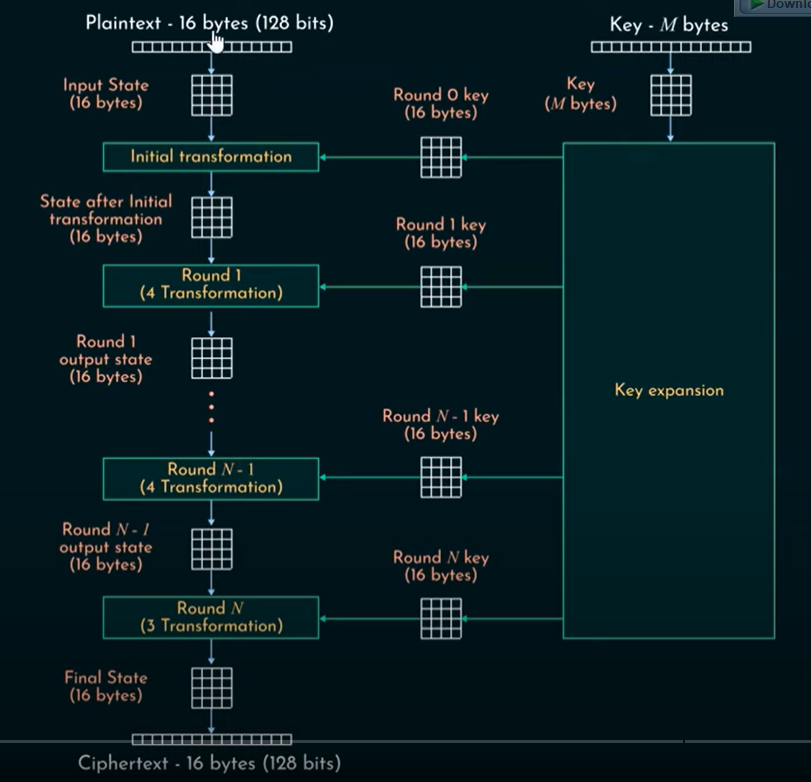 Downlo
Plaintext - 16 bytes (128 bits)
Key - M bytes
Input State
(16 bytes)
Round 0 key
(16 bytes)
Key
(M bytes)
Initial transformation
State after Initial
transformation
(16 bytes)
Round 1 key
(16 bytes)
Round 1
(4 Transformation)
Round 1
output state
(16 bytes)
Key expansion
Round N - 1 key
(16 bytes)
Round N - 1
(4 Transformation)
Round N - 1
output state
(16 bytes)
Round N key
(16 bytes)
Round N
(3 Transformation)
Final State
(16 bytes)
Ciphertext - 16 bytes (128 bits)